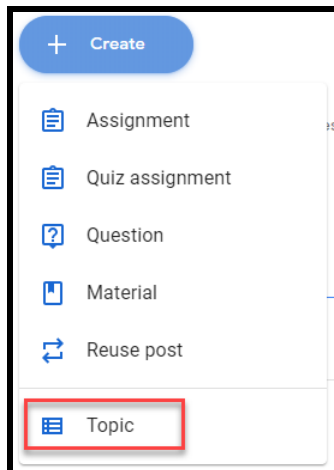 Create
Assignment
Quiz assignment
Question
Material
Reuse post
Topic